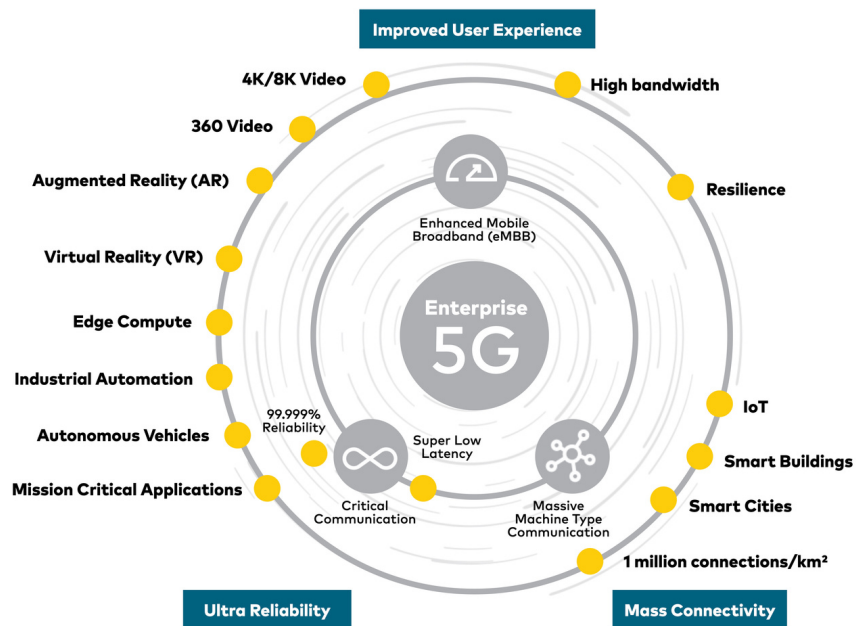 Improved User Experience
4K/8K Video
High bandwidth
360 Video
Augmented Reality (AR)
Resilience
Enhanced Mobile
Broadband (eMBB)
Virtual Reality (VR)
Enterprise
5G
Edge Compute
Industrial Automation
IoT
99.999%
Reliability
Autonomous Vehicles
Super Low
Latency
Smart Buildings
Mission Critical Applications
Critical
Communication
Massive
Machine Type
Communication
Smart Cities
1 million connections/km²
Ultra Reliability
Mass Connectivity